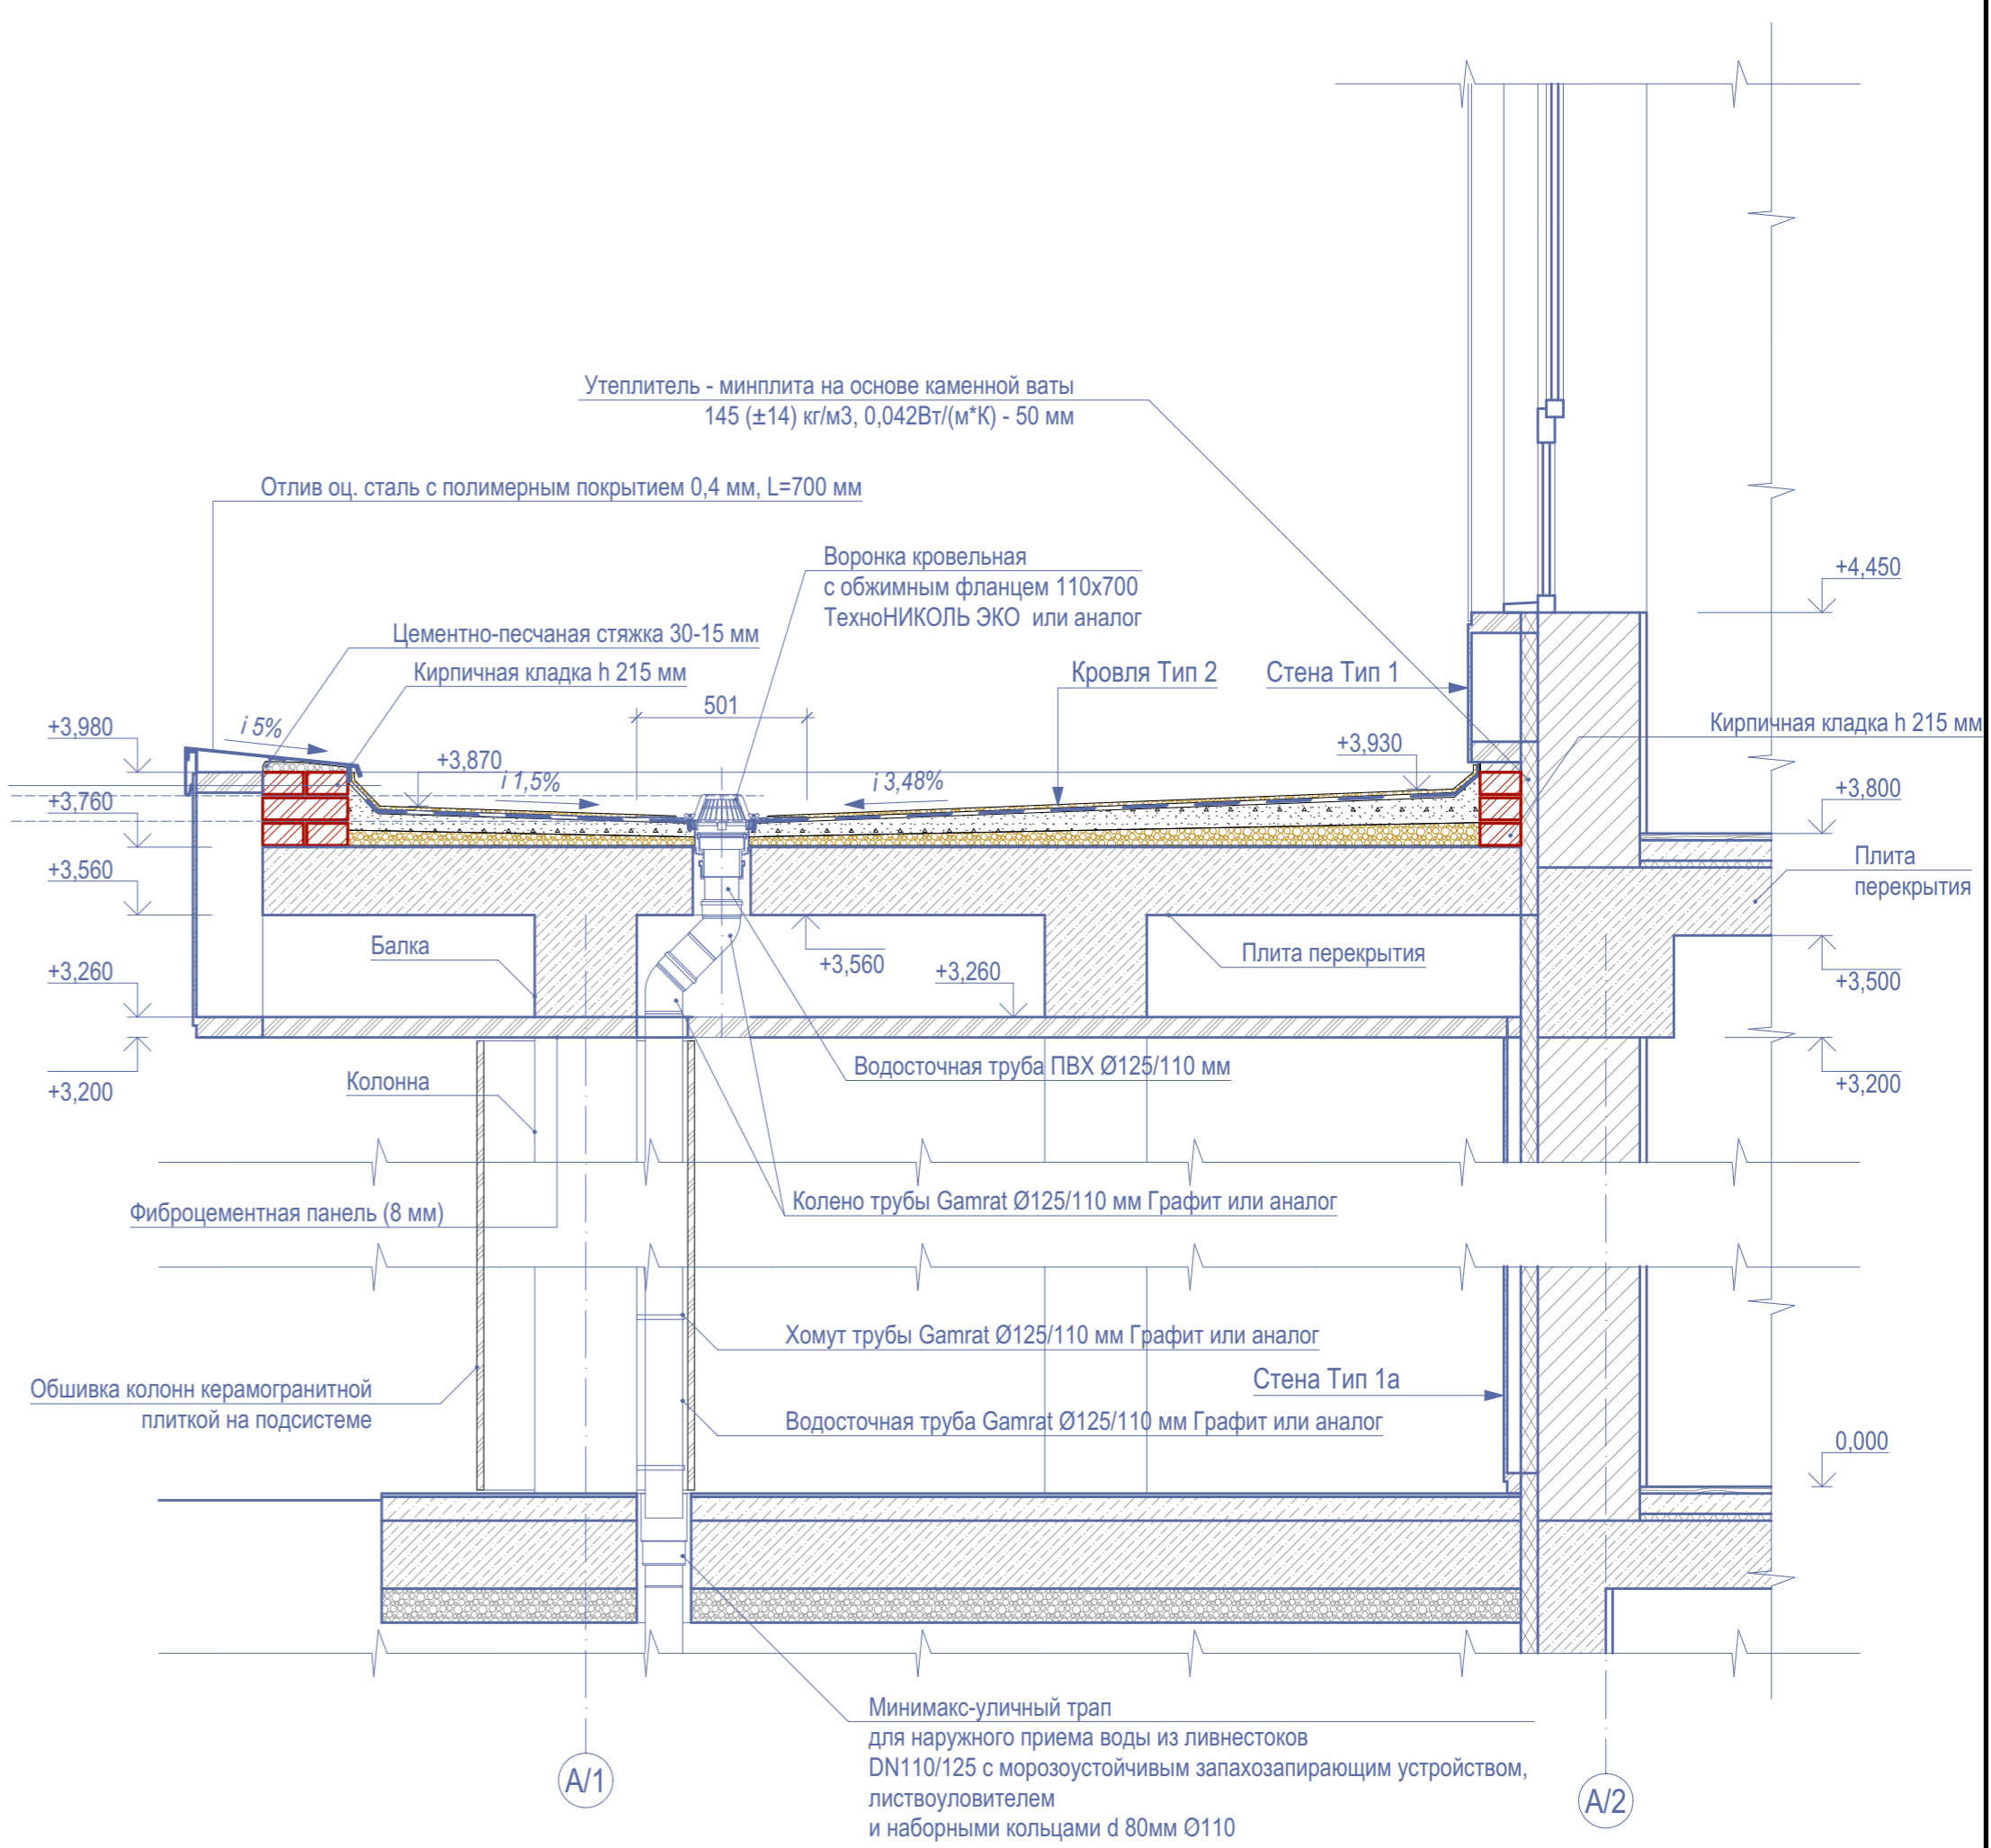 Утеплитель - минплита на основе каменной ваты
145 (±14) кг/м3, 0,042Вт/(м*К) - 50 мм
Отлив оц. сталь с полимерным покрытием 0,4 мм, L=700 мм
Воронка кровельная
с обжимным фланцем 110х700
ТехноНИКОЛЬ ЭКО или аналог
+4,450
Цементно-песчаная стяжка 30-15 мм
Кирпичная кладка h 215 мм
Кровля Тип 2
Стена Тип 1
501
Кирпичная кладка h 215 мм
+3,980
i 5%
+3,870
+3,930
i 1,5%
i 3,48%
+3,760
+3,800
+3,560
Плита
перекрытия
Балка
+3,560
+3,260
Плита перекрытия
+3,260
+3,500
Водосточная труба ПВХ Ø125/110 мм
Колонна
+3,200
+3,200
Колено трубы Gamrat Ø125/110 мм Графит или аналог
Фиброцементная панель (8 мм)
Хомут трубы Gamrat Ø125/110 мм Графит или аналог
Стена Тип 1а
Обшивка колонн керамогранитной
плиткой на подсистеме
Водосточная труба Gamrat Ø125/110 мм Графит или аналог
0,000
Минимакс-уличный трап
для наружного приема воды из ливнестоков
DN110/125 с морозоустойчивым запахозапирающим устройством,
листвоуловителем
и наборными кольцами d 80мм Ø110
А/1
А/2